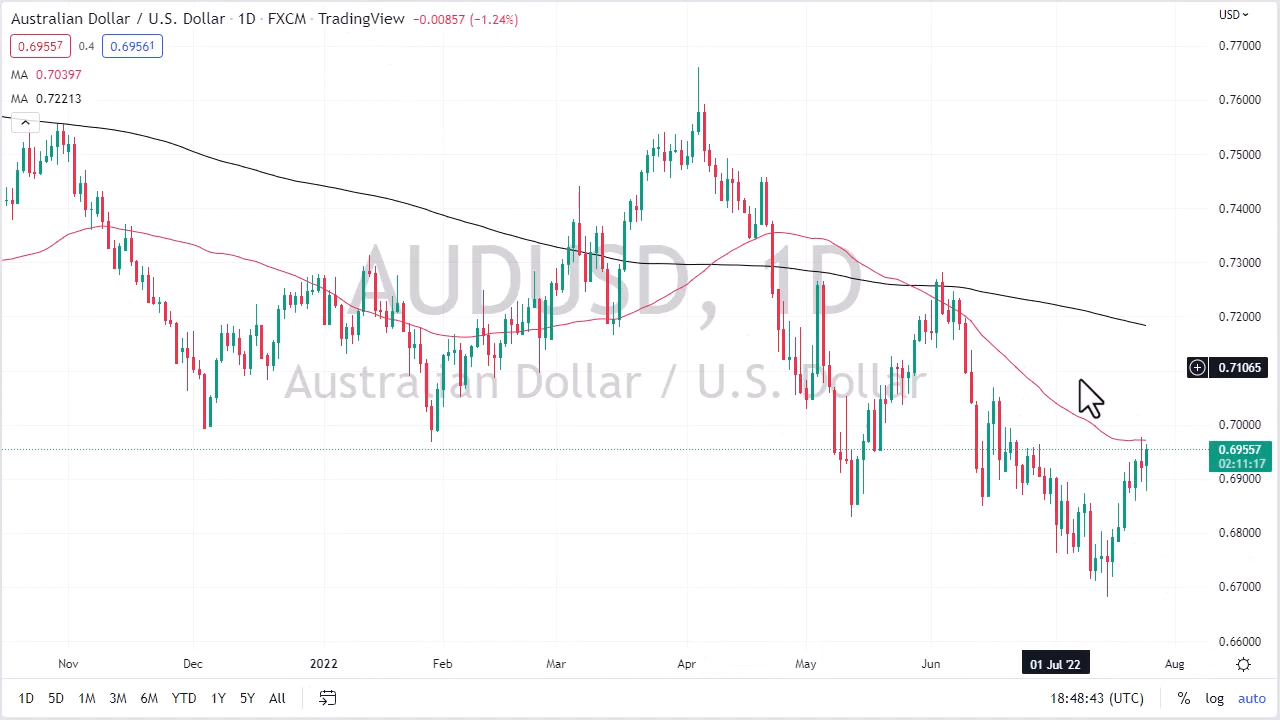 Australian Dollar / U.S. Dollar · 1D · FXCM · TradingView −0.00857 (−1.24%)
USD
0.69557 0.4 0.69561
MA 0.70397
MA 0.72213
0.77000
0.76000
0.75000
0.74000
0.73000
0.72000
0.71065
0.70000
0.69557
02:11:17
0.69000
0.68000
0.67000
0.66000
AUDUSD, 1D
Australian Dollar / U.S. Dollar
Nov Dec 2022 Feb Mar Apr May Jun 01 Jul '22 Aug
1D 5D 1M 3M 6M YTD 1Y 5Y All 18:48:43 (UTC) % log auto